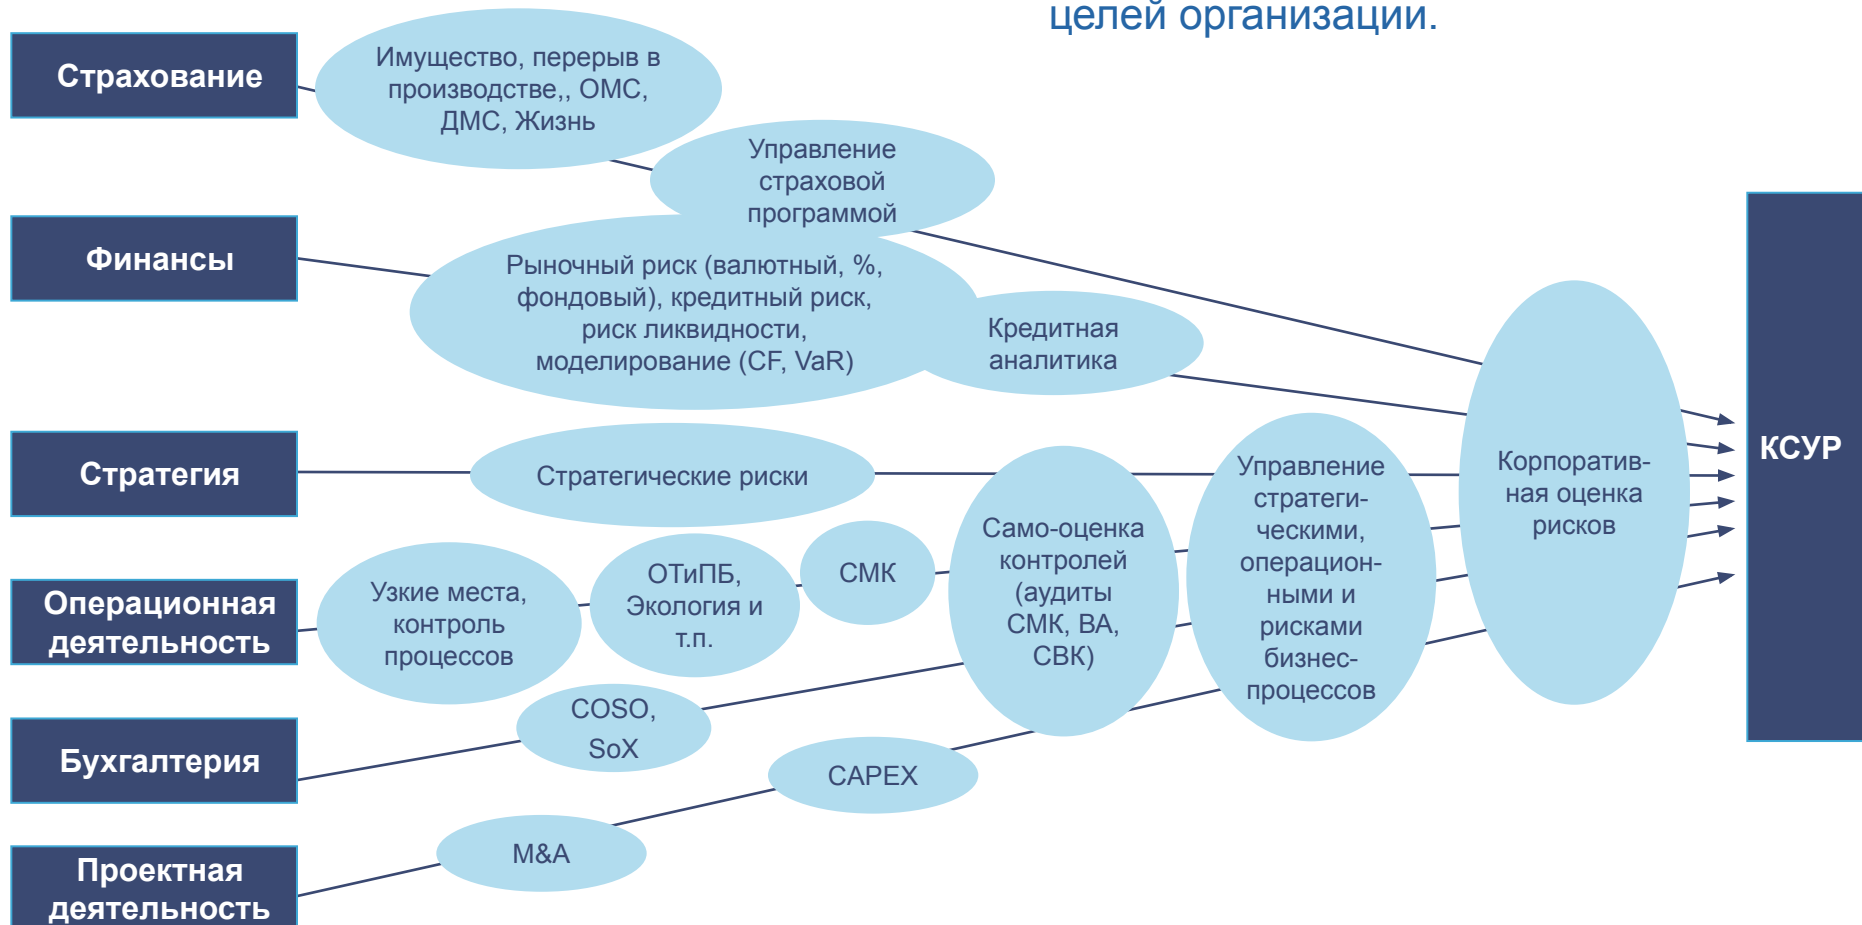 целей организации.
Страхование
Имущество, перерыв в
производстве,, ОМС,
ДМС, Жизнь
Управление
страховой
программой
Финансы
Рыночный риск (валютный, %,
фондовый), кредитный риск,
риск ликвидности,
моделирование (CF, VaR)
Кредитная
аналитика
Стратегия
Стратегические риски
Операционная
деятельность
Узкие места,
контроль
процессов
ОТиПБ,
Экология и
т.п.
СМК
Само-оценка
контролей
(аудиты
СМК, ВА,
СВК)
Управление
стратеги-
ческими,
операцион-
ными и
рисками
бизнес-
процессов
Корпоратив-
ная оценка
рисков
КСУР
Бухгалтерия
COSO,
SoX
Проектная
деятельность
M&A
CAPEX